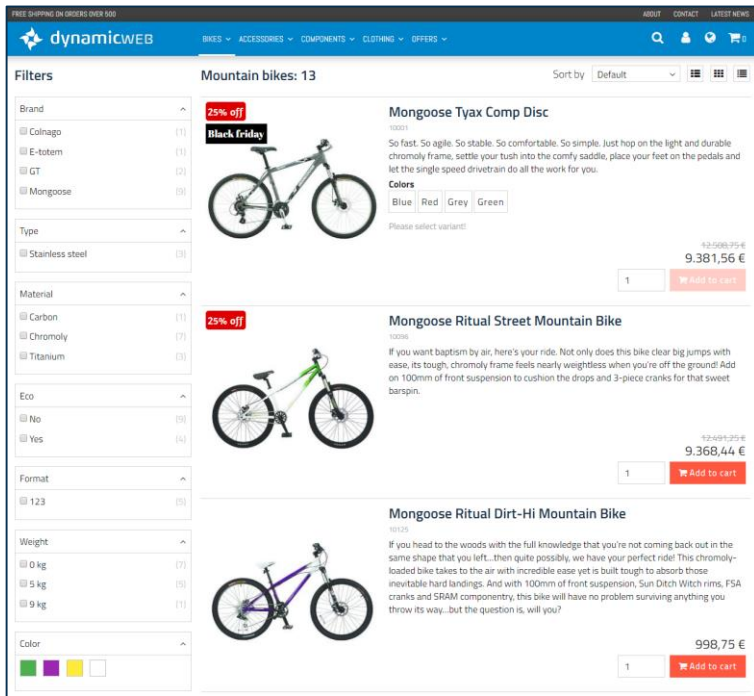 FREE SHIPPING ON ORDERS OVER 500
ABOUT CONTACT LATEST NEWS
dynamicWEB
BIKES ACCESSORIES COMPONENTS CLOTHING OFFERS
0
Filters
Brand
Colnago (1)
E-totem (1)
GT (2)
Mongoose (9)
Type
Stainless steel (3)
Material
Carbon (1)
Chromoly (7)
Titanium (3)
Eco
No (9)
Yes (4)
Format
123 (5)
Weight
0 kg (7)
5 kg (5)
9 kg (1)
Color
Mountain bikes: 13
Sort by Default
25% off
Black friday
Mongoose Tyax Comp Disc
10001
So fast. So agile. So stable. So comfortable. So simple. Just hop on the light and durable
chromoly frame, settle your tush into the comfy saddle, place your feet on the pedals and
let the single speed drivetrain do all the work for you.
Colors
Blue Red Grey Green
Please select variant!
12.508,75 €
9.381,56 €
1 Add to cart
25% off
Mongoose Ritual Street Mountain Bike
10096
If you want baptism by air, here's your ride. Not only does this bike clear big jumps with
ease, its tough, chromoly frame feels nearly weightless when you're off the ground! Add
on 100mm of front suspension to cushion the drops and 3-piece cranks for that sweet
barspin.
12.491,25 €
9.368,44 €
1 Add to cart
Mongoose Ritual Dirt-Hi Mountain Bike
10125
If you head to the woods with the full knowledge that you're not coming back out in the
same shape that you left...then quite possibly, we have your perfect ride! This chromoly-
loaded bike takes to the air with incredible ease yet is built tough to absorb those
inevitable hard landings. And with 100mm of front suspension, Sun Ditch Witch rims, FSA
cranks and SRAM componentry, this bike will have no problem surviving anything you
throw its way...but the question is, will you?
998,75 €
1 Add to cart